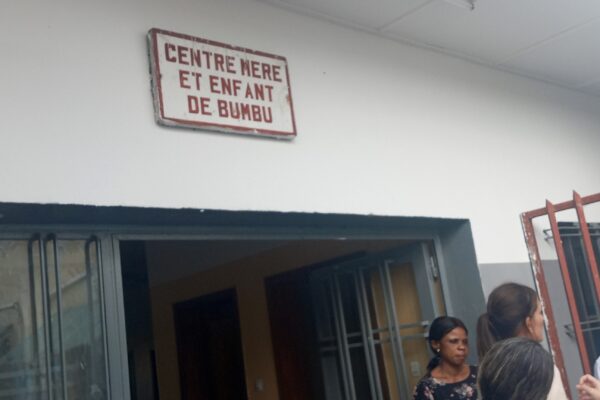 CENTRE MERE
ET ENFANT
DE BUMBU